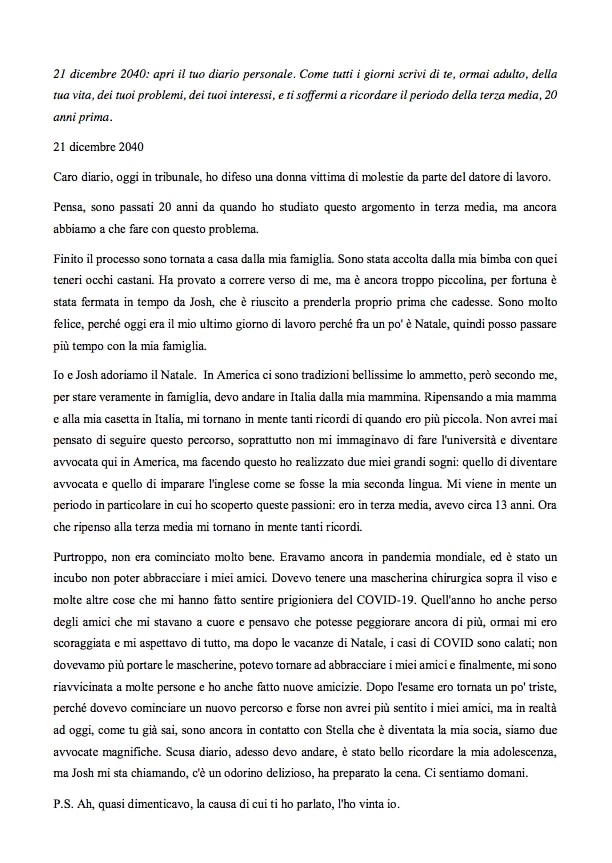 21 dicembre 2040: apri il tuo diario personale. Come tutti i giorni scrivi di te, ormai adulto, della
tua vita, dei tuoi problemi, dei tuoi interessi, e ti soffermi a ricordare il periodo della terza media, 20
anni prima.
21 dicembre 2040
Caro diario, oggi in tribunale, ho difeso una donna vittima di molestie da parte del datore di lavoro.
Pensa, sono passati 20 anni da quando ho studiato questo argomento in terza media, ma ancora
abbiamo a che fare con questo problema.
Finito il processo sono tornata a casa dalla mia famiglia. Sono stata accolta dalla mia bimba con quei
teneri occhi castani. Ha provato a correre verso di me, ma è ancora troppo piccolina, per fortuna è
stata fermata in tempo da Josh, che è riuscito a prenderla proprio prima che cadesse. Sono molto
felice, perché oggi era il mio ultimo giorno di lavoro perché fra un po' è Natale, quindi posso passare
più tempo con la mia famiglia.
Io e Josh adoriamo il Natale.  In America ci sono tradizioni bellissime lo ammetto, però secondo me,
per stare veramente in famiglia, devo andare in Italia dalla mia mammina. Ripensando a mia mamma
e alla mia casetta in Italia, mi tornano in mente tanti ricordi di quando ero più piccola. Non avrei mai
pensato di seguire questo percorso, soprattutto non mi immaginavo di fare l'università e diventare
avvocata qui in America, ma facendo questo ho realizzato due miei grandi sogni: quello di diventare
avvocata e quello di imparare l'inglese come se fosse la mia seconda lingua. Mi viene in mente un
periodo in particolare in cui ho scoperto queste passioni: ero in terza media, avevo circa 13 anni. Ora
che ripenso alla terza media mi tornano in mente tanti ricordi.
Purtroppo, non era cominciato molto bene. Eravamo ancora in pandemia mondiale, ed è stato un
incubo non poter abbracciare i miei amici. Dovevo tenere una mascherina chirurgica sopra il viso e
molte altre cose che mi hanno fatto sentire prigioniera del COVID-19. Quell'anno ho anche perso
degli amici che mi stavano a cuore e pensavo che potesse peggiorare ancora di più, ormai mi ero
scoraggiata e mi aspettavo di tutto, ma dopo le vacanze di Natale, i casi di COVID sono calati; non
dovevamo più portare le mascherine, potevo tornare ad abbracciare i miei amici e finalmente, mi sono
riavvicinata a molte persone e ho anche fatto nuove amicizie. Dopo l'esame ero tornata un po' triste,
perché dovevo cominciare un nuovo percorso e forse non avrei più sentito i miei amici, ma in realtà
ad oggi, come tu già sai, sono ancora in contatto con Stella che è diventata la mia socia, siamo due
avvocate magnifiche. Scusa diario, adesso devo andare, è stato bello ricordare la mia adolescenza,
ma Josh mi sta chiamando, c'è un odorino delizioso, ha preparato la cena. Ci sentiamo domani.
P.S. Ah, quasi dimenticavo, la causa di cui ti ho parlato, l'ho vinta io.